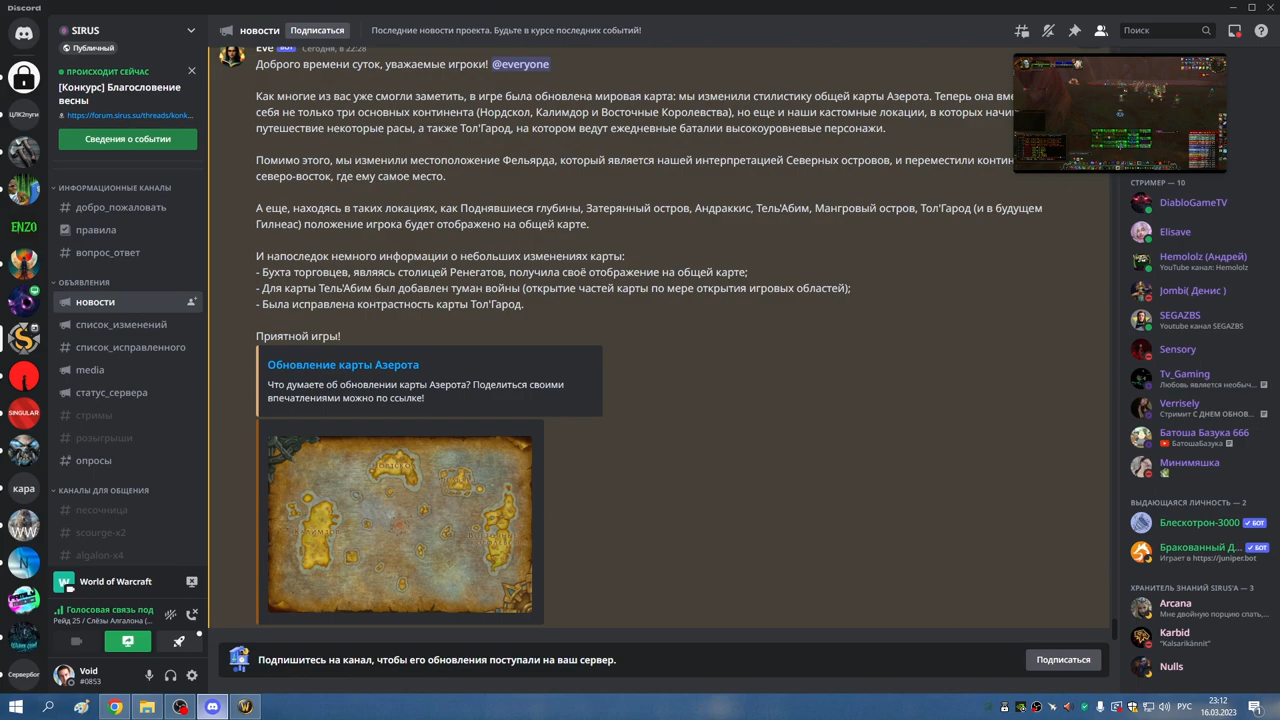 Discord
SIRUS
Публичный
ПРОИСХОДИТ СЕЙЧАС
[Конкурс] Благословение
весны
https://forum.sirus.su/threads/konk...
Сведения о событии
ЦЛК2пуги
ENZO
SINGULAR
кара
WW
Сервербог
ИНФОРМАЦИОННЫЕ КАНАЛЫ
добро_пожаловать
правила
вопрос_ответ
ОБЪЯВЛЕНИЯ
новости
список_изменений
список_исправленного
media
статус_сервера
стримы
розыгрыши
опросы
КАНАЛЫ ДЛЯ ОБЩЕНИЯ
песочница
scourge-x2
algalon-x4
World of Warcraft
Голосовая связь под
Рейд 25 / Слёзы Алгалона (...
Void
#0853
новости
Подписаться
Последние новости проекта. Будьте в курсе последних событий!
Поиск
Eve БОТ Сегодня, в 22:28
Доброго времени суток, уважаемые игроки! @everyone
Как многие из вас уже смогли заметить, в игре была обновлена мировая карта: мы изменили стилистику общей карты Азерота. Теперь она вме
себя не только три основных континента (Нордскол, Калимдор и Восточные Королевства), но еще и наши кастомные локации, в которых начин
путешествие некоторые расы, а также Тол'Гарод, на котором ведут ежедневные баталии высокоуровневые персонажи.
Помимо этого, мы изменили местоположение Фельярда, который является нашей интерпретацией Северных островов, и переместили контин
северо-восток, где ему самое место.
А еще, находясь в таких локациях, как Поднявшиеся глубины, Затерянный остров, Андраккис, Тель'Абим, Мангровый остров, Тол'Гарод (и в будущем
Гилнеас) положение игрока будет отображено на общей карте.
И напоследок немного информации о небольших изменениях карты:
- Бухта торговцев, являясь столицей Ренегатов, получила своё отображение на общей карте;
- Для карты Тель'Абим был добавлен туман войны (открытие частей карты по мере открытия игровых областей);
- Была исправлена контрастность карты Тол'Гарод.
Приятной игры!
Обновление карты Азерота
Что думаете об обновлении карты Азерота? Поделиться своими
впечатлениями можно по ссылке!
Подпишитесь на канал, чтобы его обновления поступали на ваш сервер.
Подписаться
СТРИМЕР — 10
DiabloGameTV
Elisave
Hemololz (Андрей)
YouTube канал: Hemololz
Jombi( Денис )
SEGAZBS
Youtube канал SEGAZBS
Sensory
Tv_Gaming
Любовь является необыч...
Verrisely
Стримит С ДНЕМ ОБНОВ...
Батоша Базука 666
БатошаБазука
Минимяшка
ВЫДАЮЩАЯСЯ ЛИЧНОСТЬ — 2
Блескотрон-3000 БОТ
Бракованный Д... БОТ
Играет в https://juniper.bot
ХРАНИТЕЛЬ ЗНАНИЙ SIRUS'A — 3
Arcana
Мне двойную порцию спать,...
Karbid
"Kalsarikännit"
Nulls
РУС
23:12
16.03.2023
1